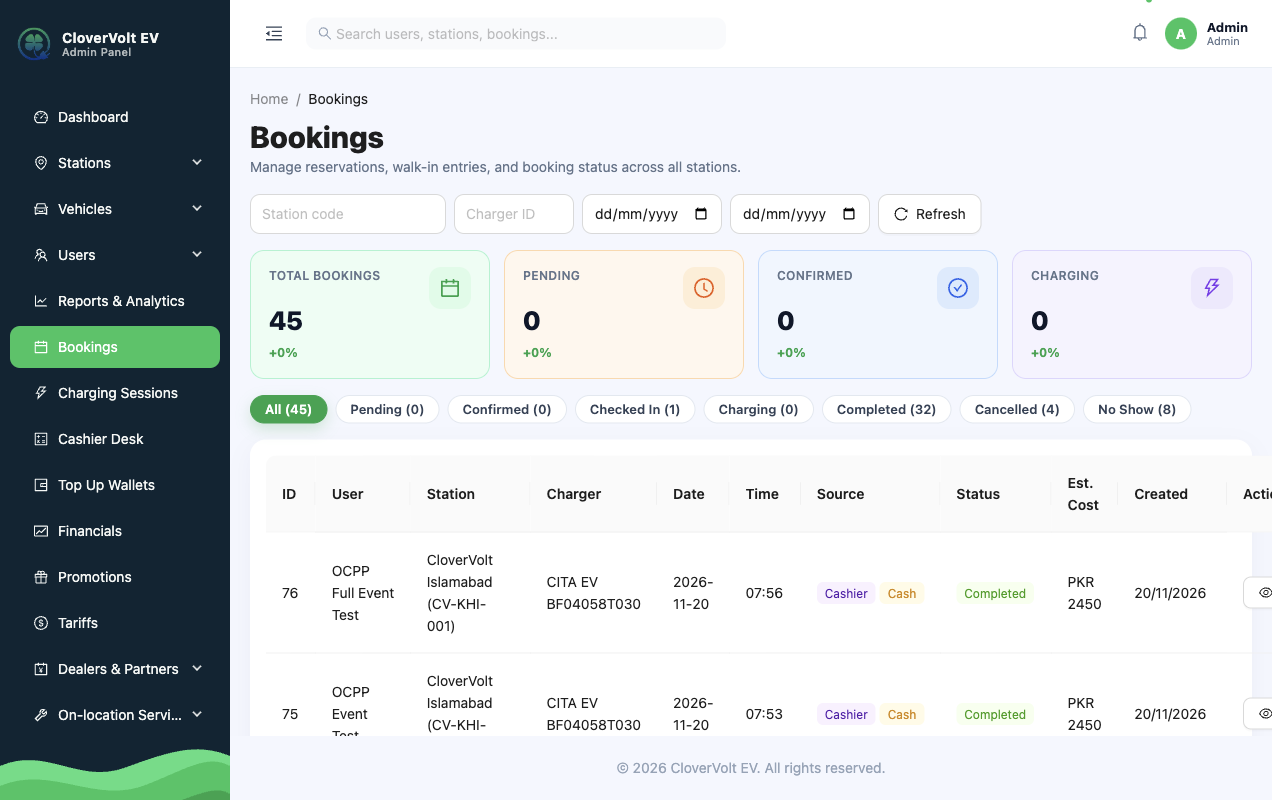 CloverVolt EV
Admin Panel
Dashboard
Stations
Vehicles
Users
Reports & Analytics
Bookings
Charging Sessions
Cashier Desk
Top Up Wallets
Financials
Promotions
Tariffs
Dealers & Partners
On-location Servi...
Search users, stations, bookings...
A
Admin
Admin
Home / Bookings
Bookings
Manage reservations, walk-in entries, and booking status across all stations.
Station code
Charger ID
dd/mm/yyyy
dd/mm/yyyy
Refresh
TOTAL BOOKINGS
45
+0%
PENDING
0
+0%
CONFIRMED
0
+0%
CHARGING
0
+0%
All (45)
Pending (0)
Confirmed (0)
Checked In (1)
Charging (0)
Completed (32)
Cancelled (4)
No Show (8)
ID
User
Station
Charger
Date
Time
Source
Status
Est.
Cost
Created
Actio
76
OCPP
Full Event
Test
CloverVolt
Islamabad
(CV-KHI-
001)
CITA EV
BF04058T030
2026-
11-20
07:56
Cashier
Cash
Completed
PKR
2450
20/11/2026
75
OCPP
Event
Test
CloverVolt
Islamabad
(CV-KHI-
CITA EV
BF04058T030
2026-
11-20
07:53
Cashier
Cash
Completed
PKR
2450
20/11/2026
© 2026 CloverVolt EV. All rights reserved.